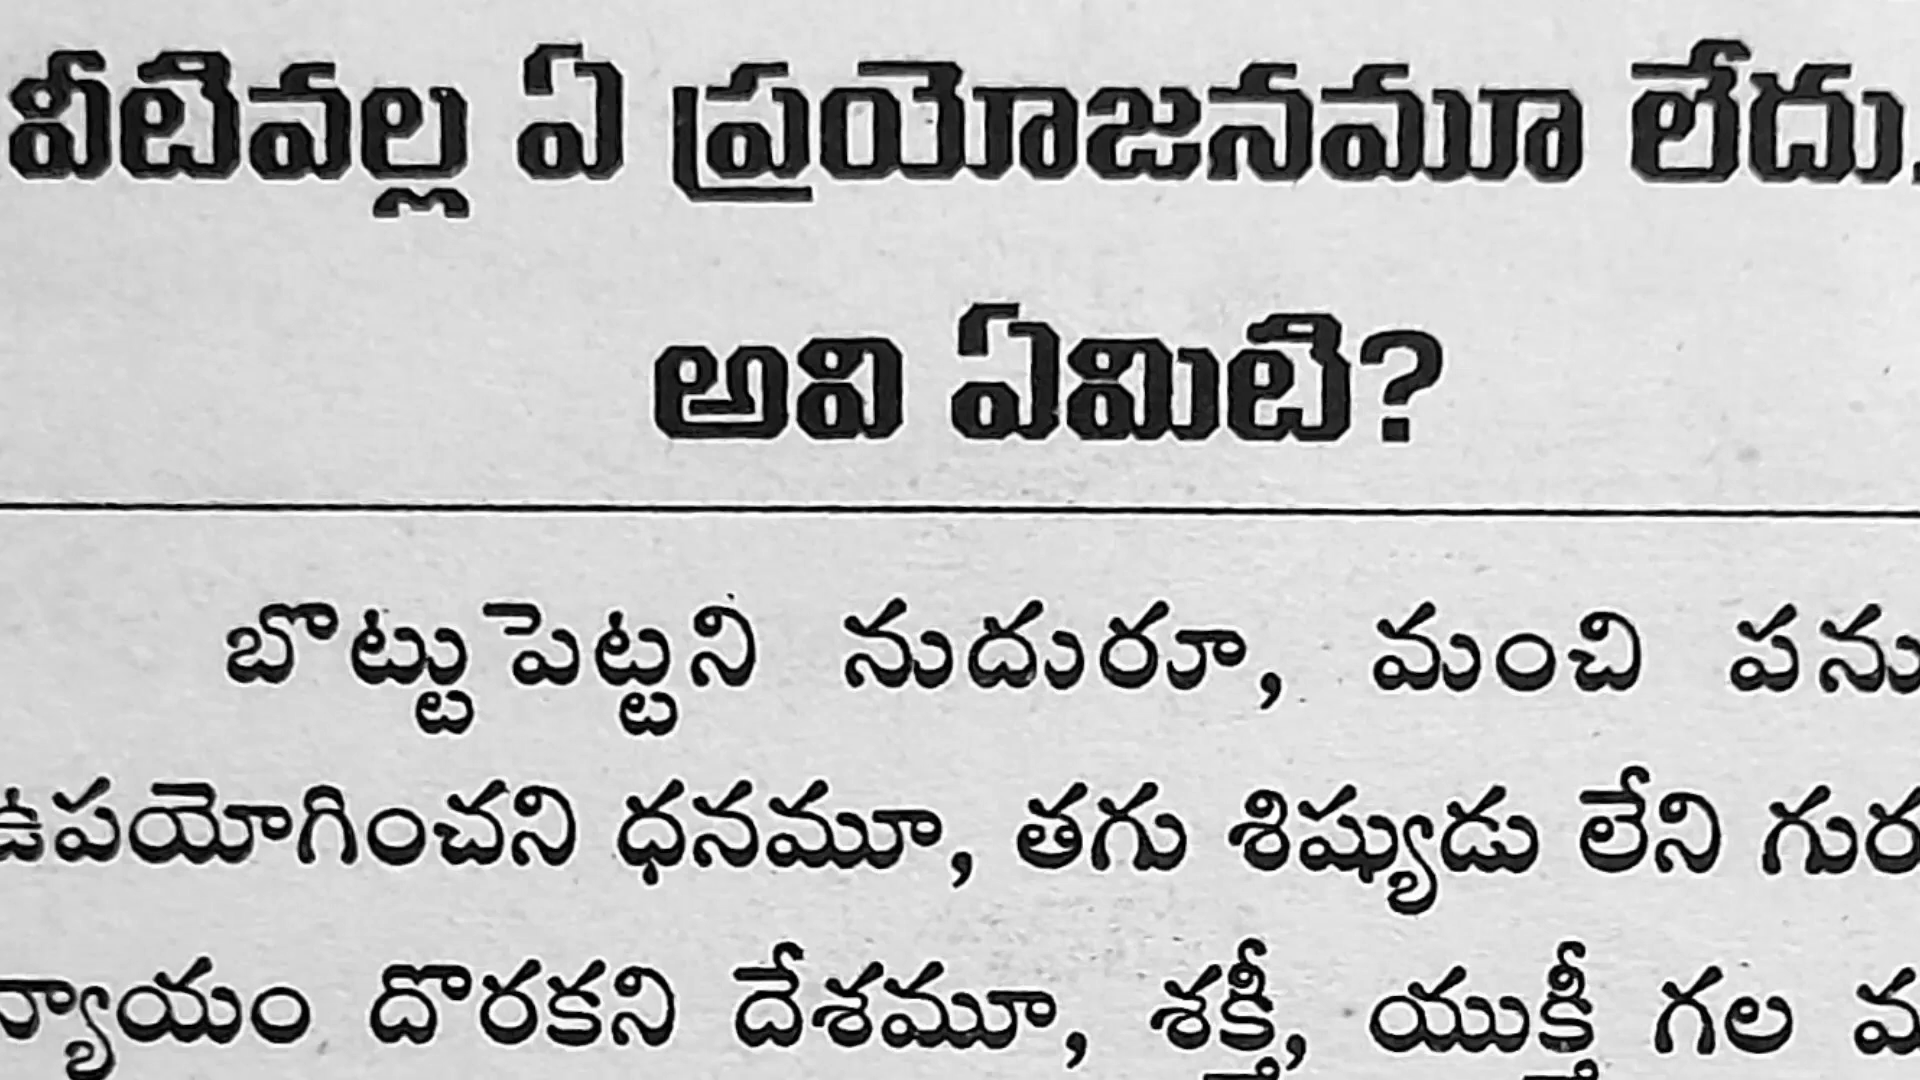 వీటివల్ల ఏ ప్రయోజనమూ లేదు.
అవి ఏమిటి?
బొట్టుపెట్టని నుదురూ, మంచి పను
ఉపయోగించని ధనమూ, తగు శిష్యుడు లేని గుర
న్యాయం దొరకని దేశమూ, శక్తీ, యుక్తీ గల